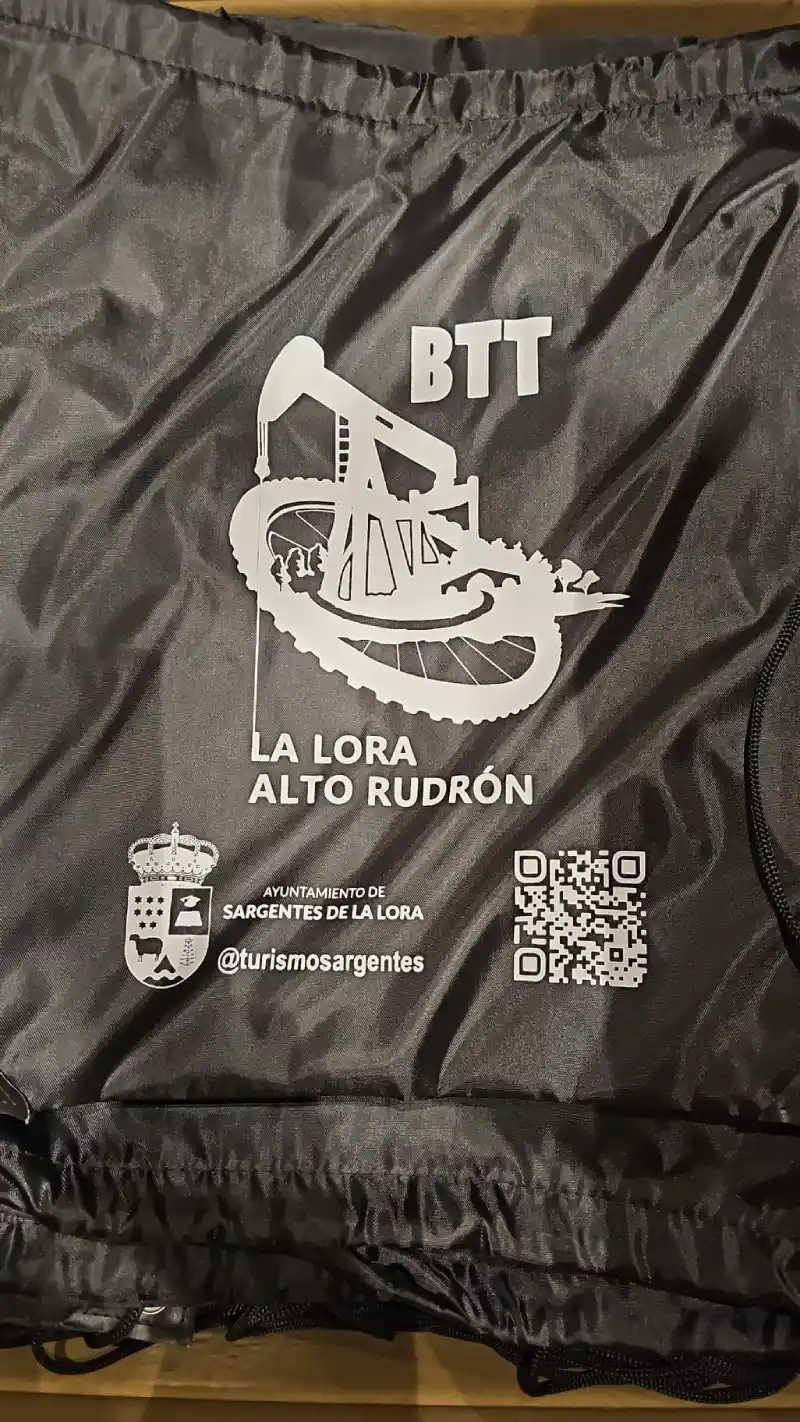 BTT
LA LORA
ALTO RUDRÓN
AYUNTAMIENTO DE
SARGENTES DE LA LORA
@turismosargentes